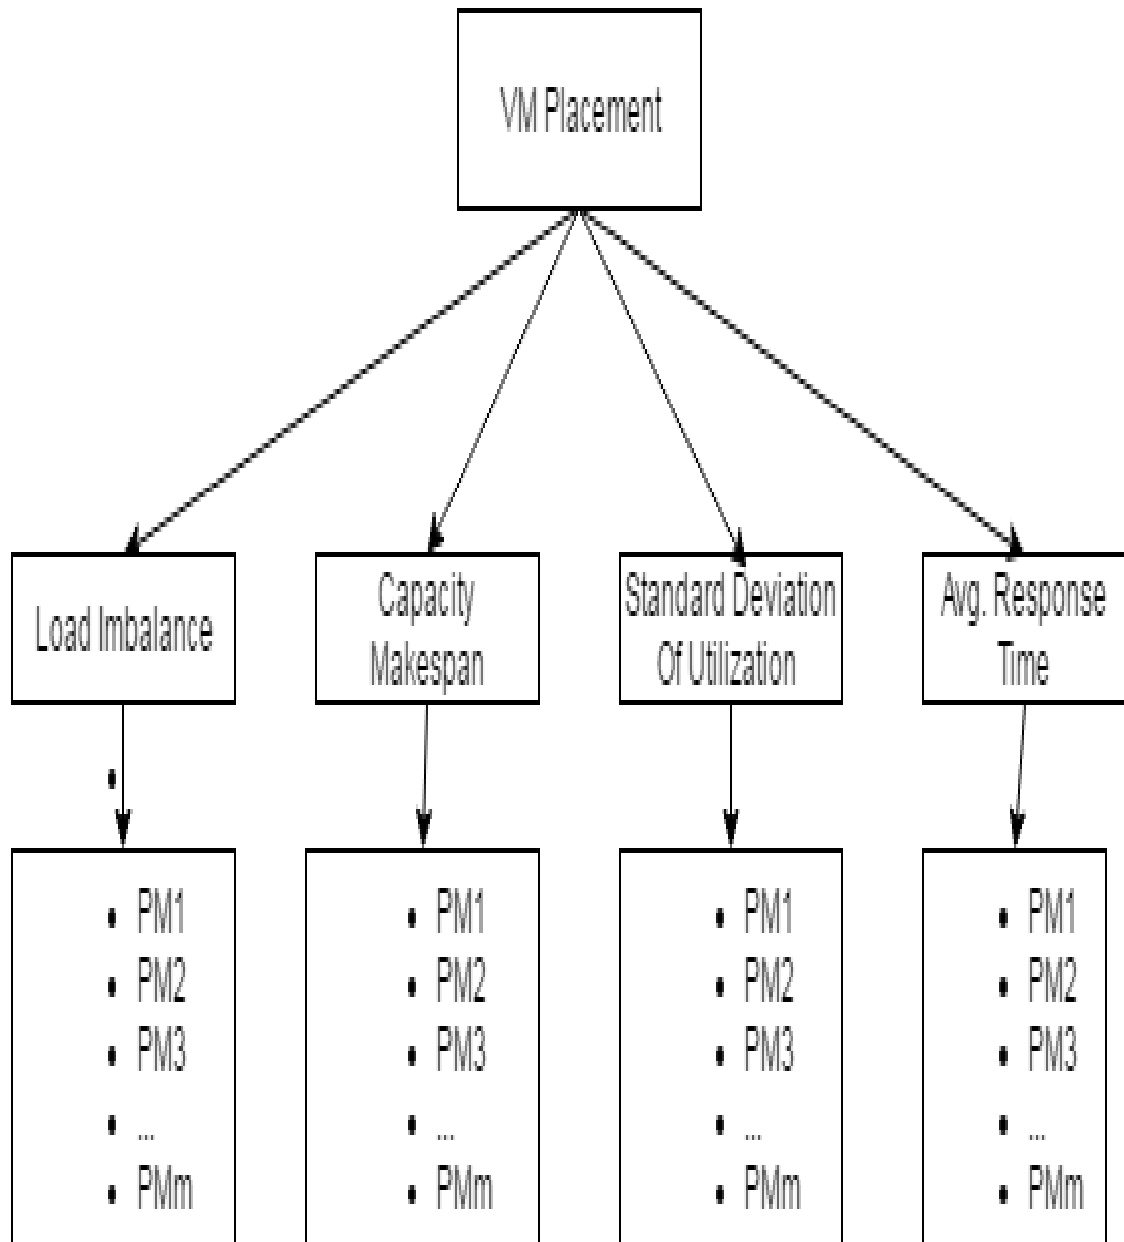 VM Placement
Load Imbalance
Capacity
Makespan
Standard Deviation
Of Utilization
Avg. Response
Time
• PM1
• PM2
• PM3
• ...
• PMm
• PM1
• PM2
• PM3
• ...
• PMm
• PM1
• PM2
• PM3
• ...
• PMm
• PM1
• PM2
• PM3
• ...
• PMm